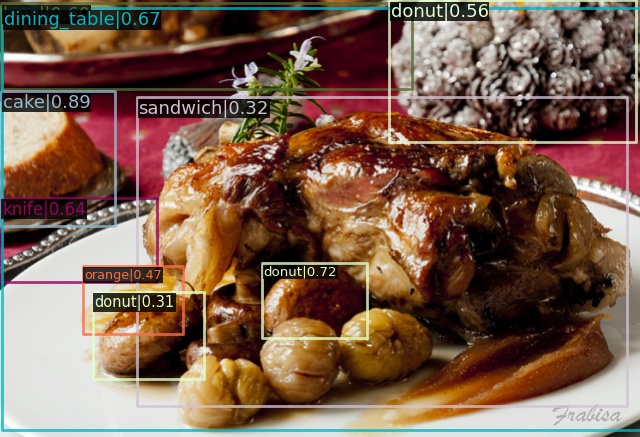 dining_table|0.67
donut|0.56
cake|0.89
sandwich|0.32
knife|0.64
orange|0.47
donut|0.72
donut|0.31
Frabisa